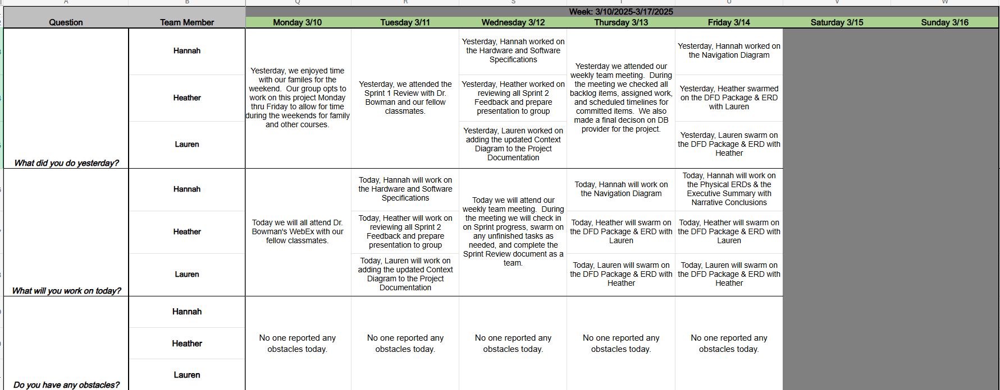 A B Q R S T U V W
Week: 3/10/2025-3/17/2025
Question Team Member Monday 3/10 Tuesday 3/11 Wednesday 3/12 Thursday 3/13 Friday 3/14 Saturday 3/15 Sunday 3/16
What did you do yesterday?
Hannah
Heather
Lauren
Yesterday, we enjoyed time
with our familes for the
weekend. Our group opts to
work on this project Monday
thru Friday to allow for time
during the weekends for family
and other courses.
Yesterday, we attended the
Sprint 1 Review with Dr.
Bowman and our fellow
classmates.
Yesterday, Hannah worked on
the Hardware and Software
Specifications
Yesterday, Heather worked on
reviewing all Sprint 2
Feedback and prepare
presentation to group
Yesterday, Lauren worked on
adding the updated Context
Diagram to the Project
Documentation
Yesterday we attended our
weekly team meeting. During
the meeting we checked all
backlog items, assigned work,
and scheduled timelines for
committed items. We also
made a final decison on DB
provider for the project.
Yesterday, Hannah worked on
the Navigation Diagram
Yesterday, Heather swarmed
on the DFD Package & ERD
with Lauren
Yesterday, Lauren swarm on
the DFD Package & ERD with
Heather
What will you work on today?
Hannah
Heather
Lauren
Today we will all attend Dr.
Bowman's WebEx with our
fellow classmates.
Today, Hannah will work on
the Hardware and Software
Specifications
Today, Heather will work on
reviewing all Sprint 2
Feedback and prepare
presentation to group
Today, Lauren will work on
adding the updated Context
Diagram to the Project
Documentation
Today we will attend our
weekly team meeting. During
the meeting we will check in
on Sprint progress, swarm on
any unfinished tasks as
needed, and complete the
Sprint Review document as a
team.
Today, Hannah will work on
the Navigation Diagram
Today, Heather will swarm on
the DFD Package & ERD with
Lauren
Today, Lauren will swarm on
the DFD Package & ERD with
Heather
Today, Hannah will work on
the Physical ERDs & the
Executive Summary with
Narrative Conclusions
Today, Heather will swarm on
the DFD Package & ERD with
Lauren
Today, Lauren will swarm on
the DFD Package & ERD with
Heather
Do you have any obstacles?
Hannah
Heather
Lauren
No one reported any
obstacles today.
No one reported any
obstacles today.
No one reported any
obstacles today.
No one reported any
obstacles today.
No one reported any
obstacles today.